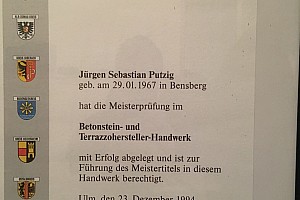 Jürgen Sebastian Putzig
geb. am 29.01.1967 in Bensberg
hat die Meisterprüfung im
Betonstein- und
Terrazzohersteller-Handwerk
mit Erfolg abgelegt und ist zur
Führung des Meistertitels in diesem
Handwerk berechtigt.
Ulm, den 23. Dezember 1994